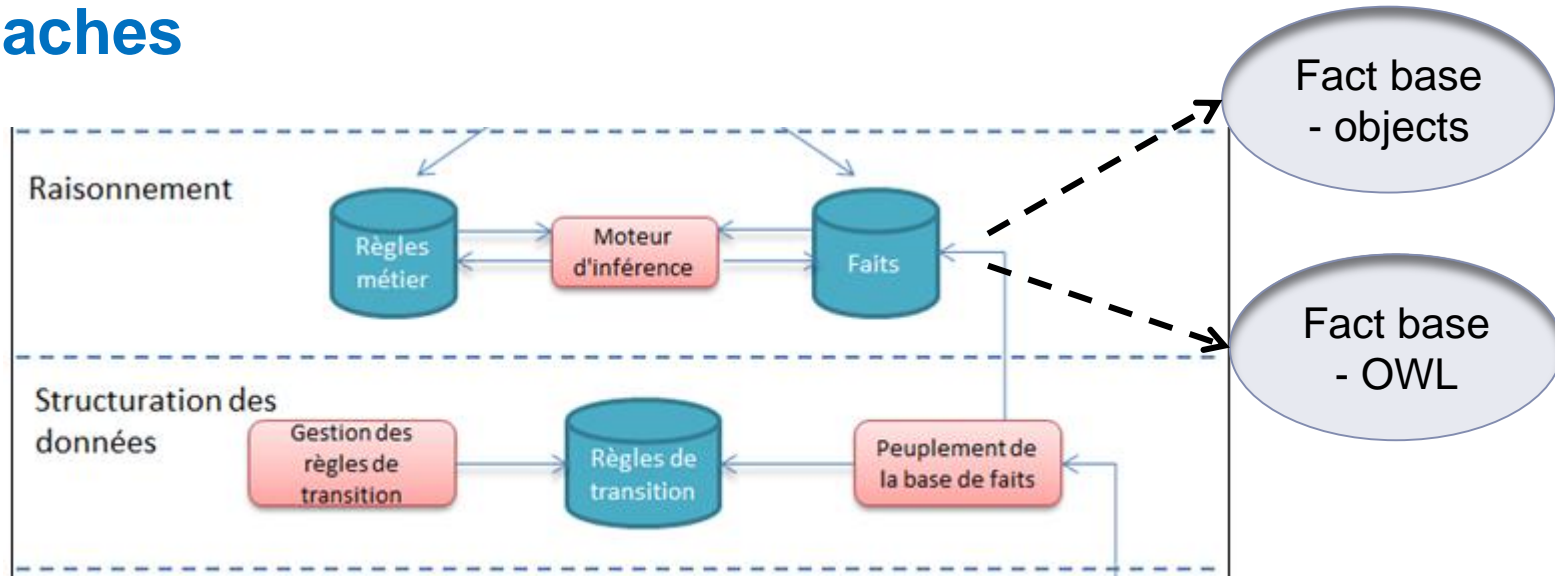 aches
Fact base
- objects
Raisonnement
Règles
métier
Moteur
d'inférence
Faits
Fact base
- OWL
Structuration des
données
Gestion des
règles de
transition
Règles de
transition
Peuplement de
la base de faits